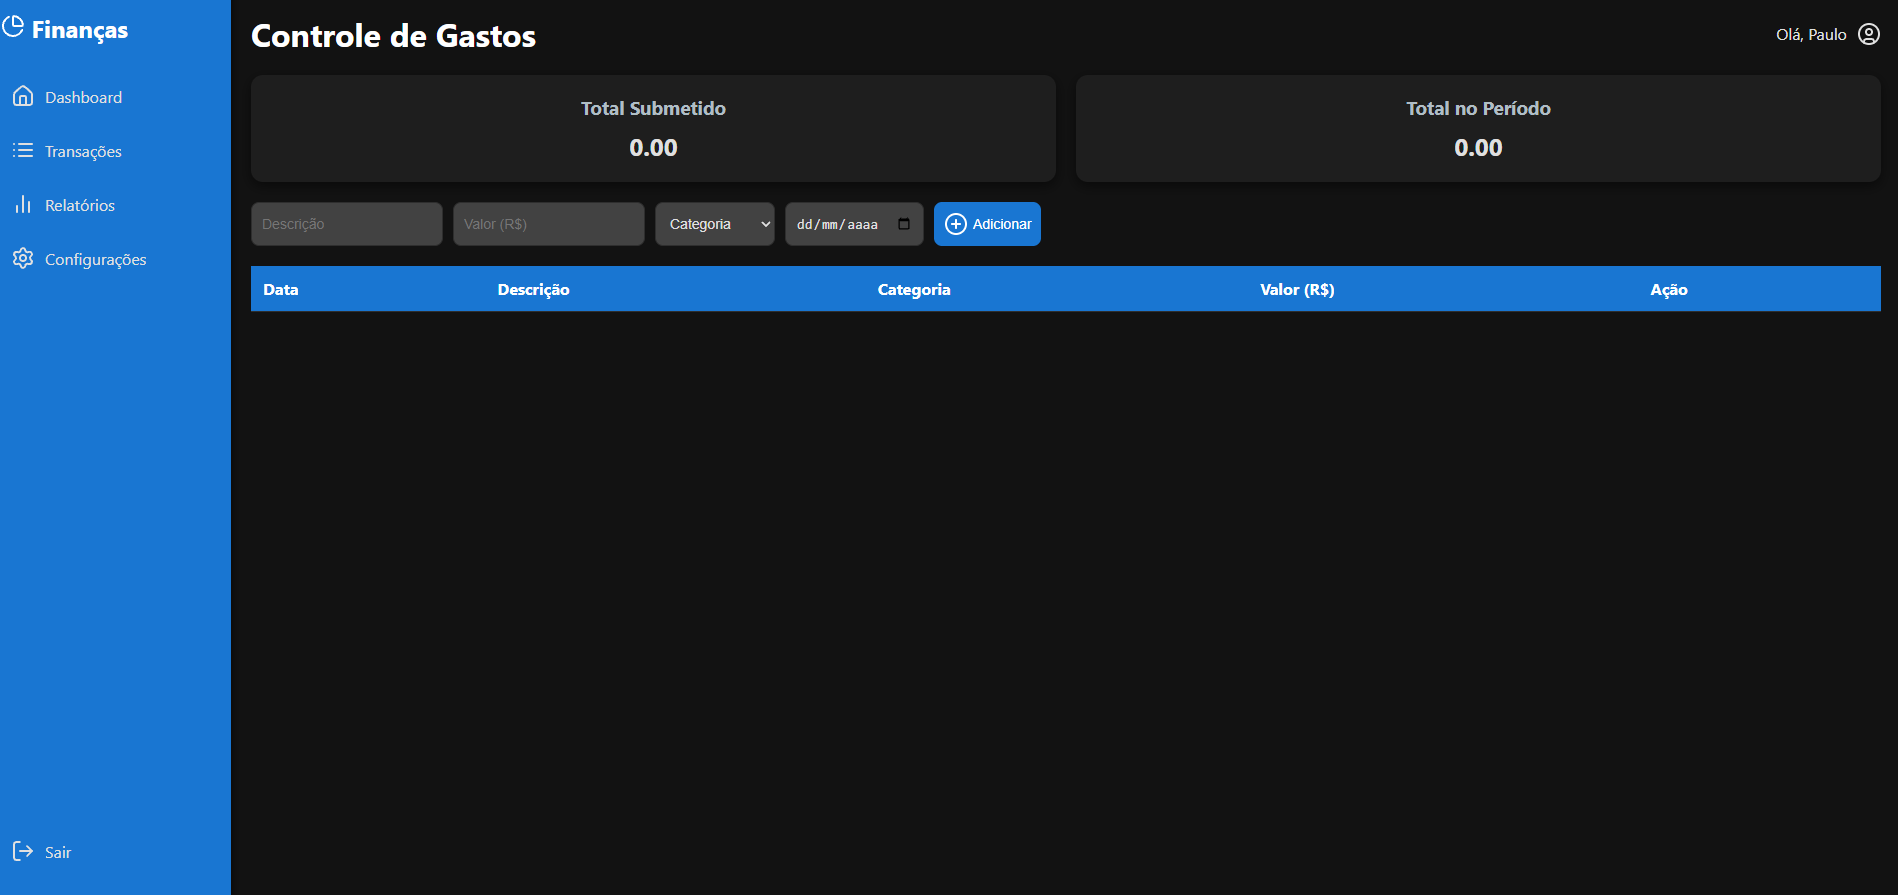 Finanças
Dashboard
Transações
Relatórios
Configurações
Sair
Controle de Gastos
Olá, Paulo
Total Submetido
0.00
Total no Período
0.00
Descrição Valor (R$) Categoria dd/mm/aaaa Adicionar
Data Descrição Categoria Valor (R$) Ação